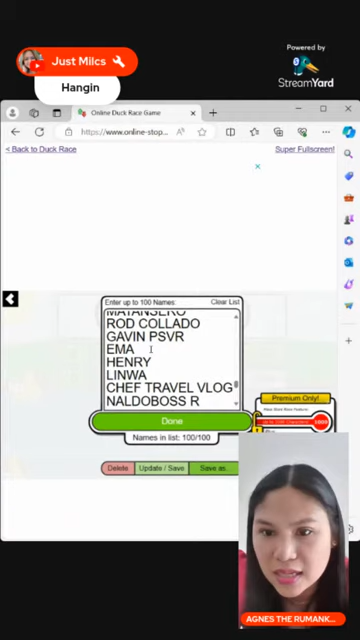 Just Milcs
Hangin
Powered by
StreamYard
Online Duck Race Game
https://www.online-stop...
< Back to Duck Race
Super Fullscreen!
Enter up to 100 Names:
Clear List
MATANSERO
ROD COLLADO
GAVIN PSVR
EMA
HENRY
LINWA
CHEF TRAVEL VLOG
NALDOBOSS R
Done
Names in list: 100/100
Delete
Update / Save
Save as...
Premium Only!
AGNES THE RUMANK...